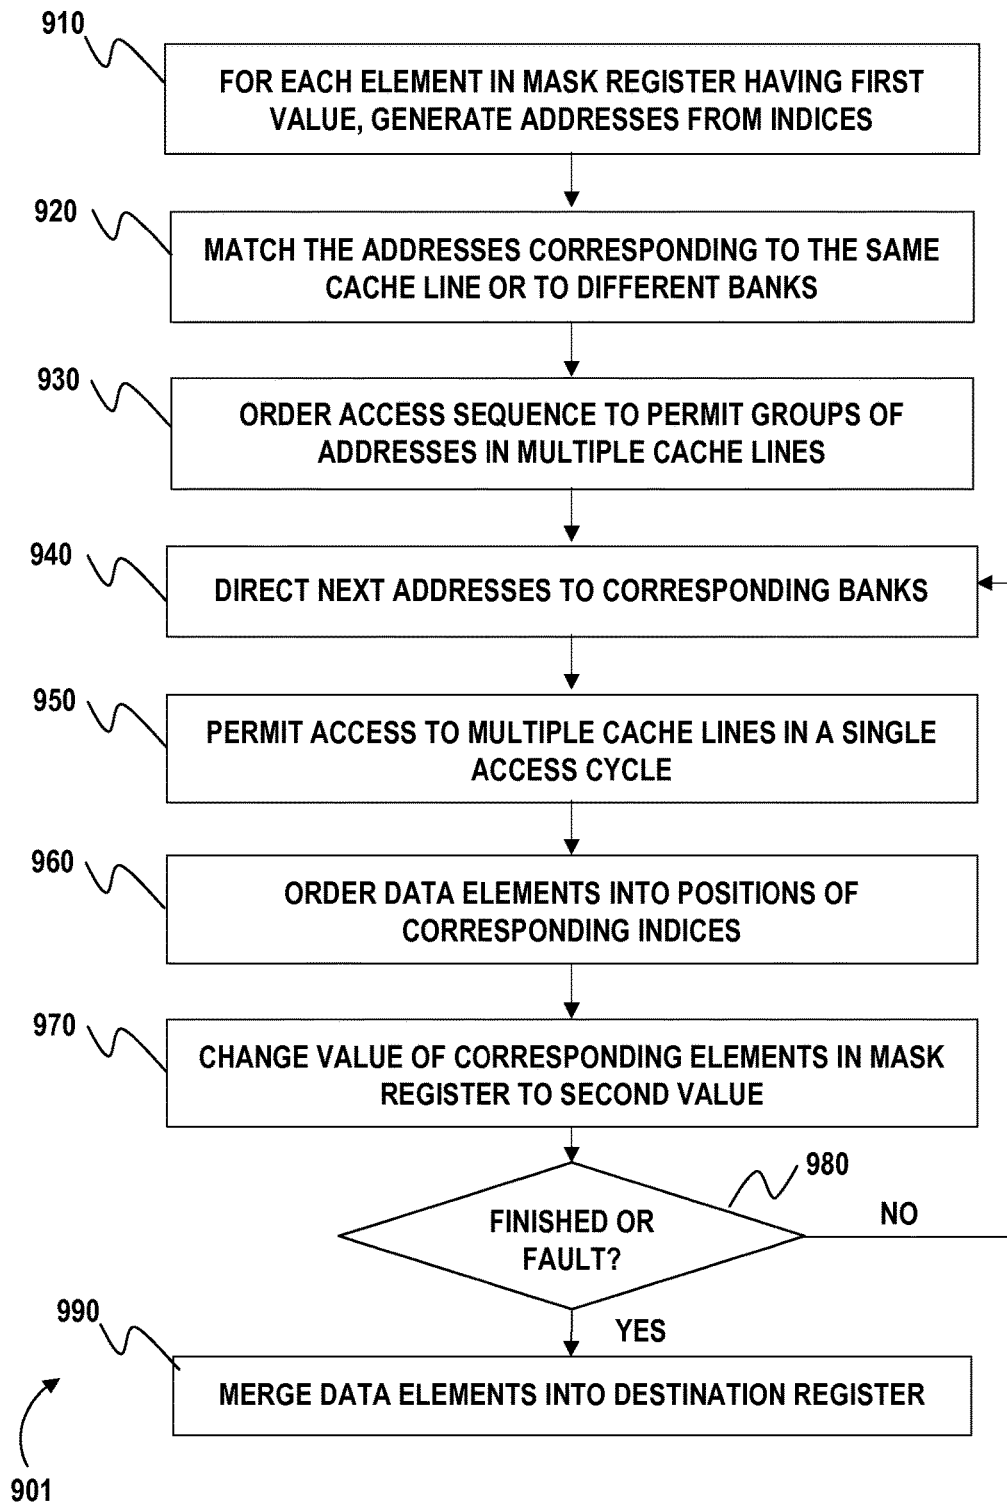 910
FOR EACH ELEMENT IN MASK REGISTER HAVING FIRST
VALUE, GENERATE ADDRESSES FROM INDICES
920
MATCH THE ADDRESSES CORRESPONDING TO THE SAME
CACHE LINE OR TO DIFFERENT BANKS
930
ORDER ACCESS SEQUENCE TO PERMIT GROUPS OF
ADDRESSES IN MULTIPLE CACHE LINES
940
DIRECT NEXT ADDRESSES TO CORRESPONDING BANKS
950
PERMIT ACCESS TO MULTIPLE CACHE LINES IN A SINGLE
ACCESS CYCLE
960
ORDER DATA ELEMENTS INTO POSITIONS OF
CORRESPONDING INDICES
970
CHANGE VALUE OF CORRESPONDING ELEMENTS IN MASK
REGISTER TO SECOND VALUE
980
FINISHED OR
FAULT?
NO
YES
990
MERGE DATA ELEMENTS INTO DESTINATION REGISTER
901